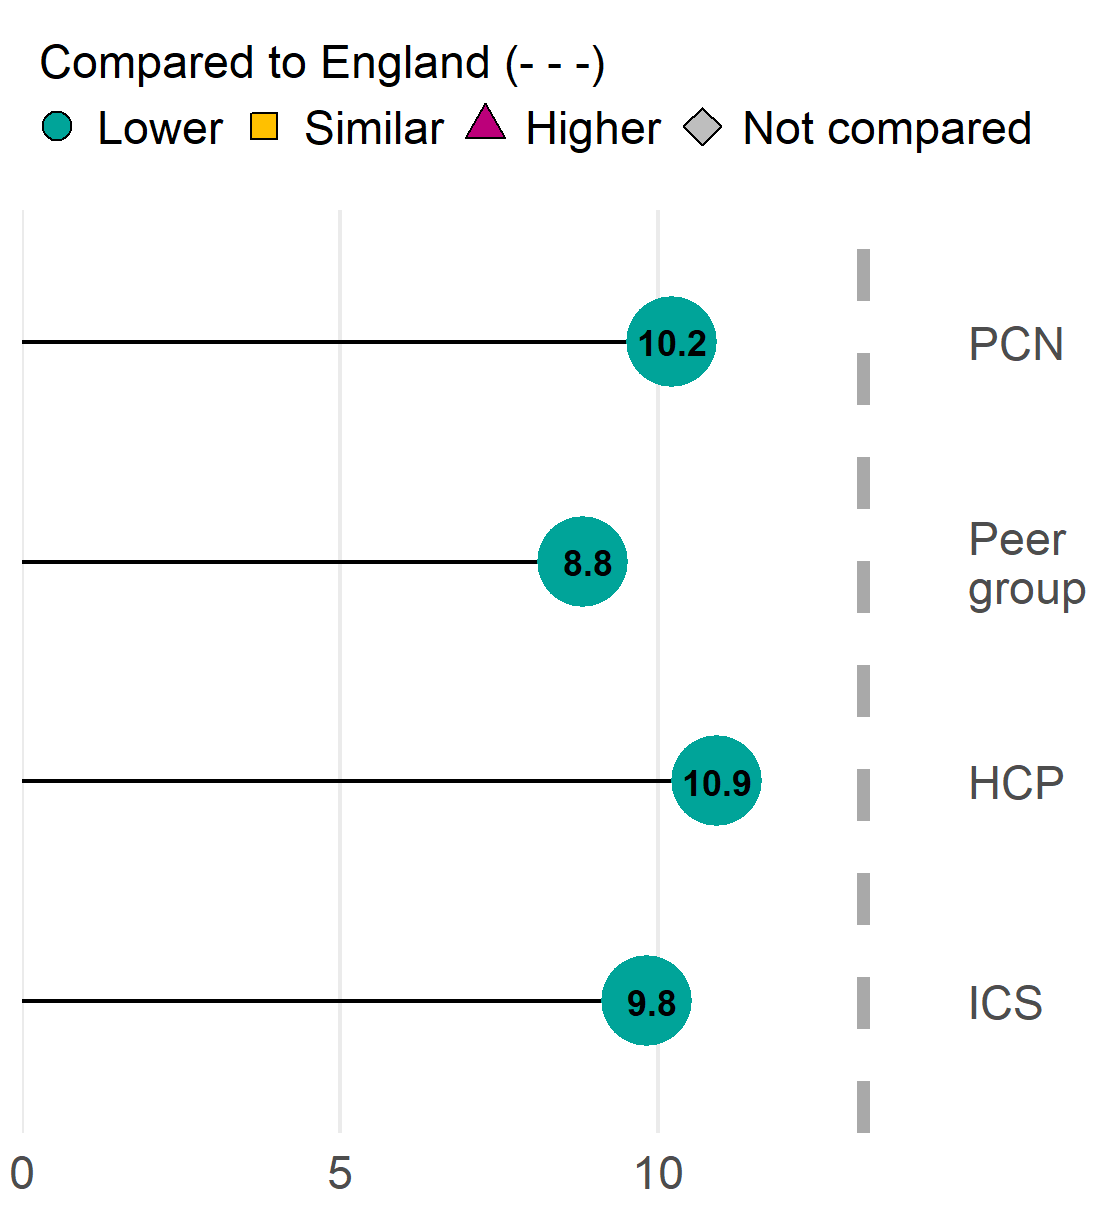 Compared to England (- - -)
Lower Similar Higher Not compared
10.2 PCN
8.8 Peer
group
10.9 HCP
9.8 ICS
0 5 10